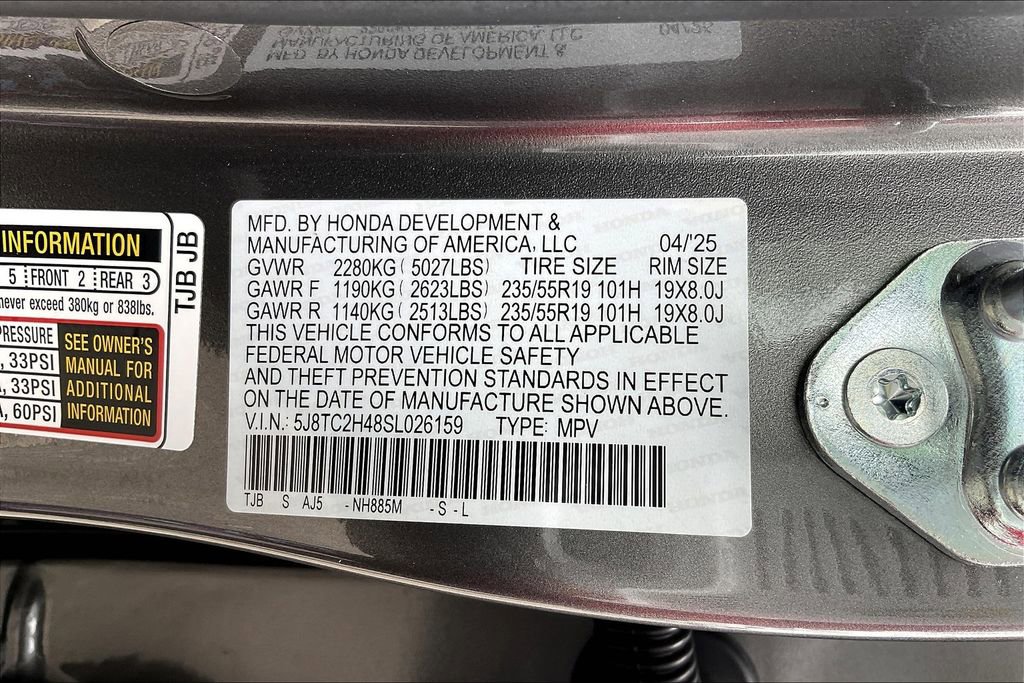 MFD. BY HONDA DEVELOPMENT &
MANUFACTURING OF AMERICA, LLC 04/'25
GVWR 2280KG ( 5027LBS) TIRE SIZE RIM SIZE
GAWR F 1190KG ( 2623LBS) 235/55R19 101H 19X8.0J
GAWR R 1140KG ( 2513LBS) 235/55R19 101H 19X8.0J
THIS VEHICLE CONFORMS TO ALL APPLICABLE
FEDERAL MOTOR VEHICLE SAFETY
AND THEFT PREVENTION STANDARDS IN EFFECT
ON THE DATE OF MANUFACTURE SHOWN ABOVE.
V.I.N.: 5J8TC2H48SL026159 TYPE: MPV
TJB S AJ5 -NH885M -S -L
INFORMATION
5 FRONT 2 REAR 3
never exceed 380kg or 838lbs.
PRESSURE
, 33PSI
, 33PSI
, 60PSI
SEE OWNER'S
MANUAL FOR
ADDITIONAL
INFORMATION
TJB JB